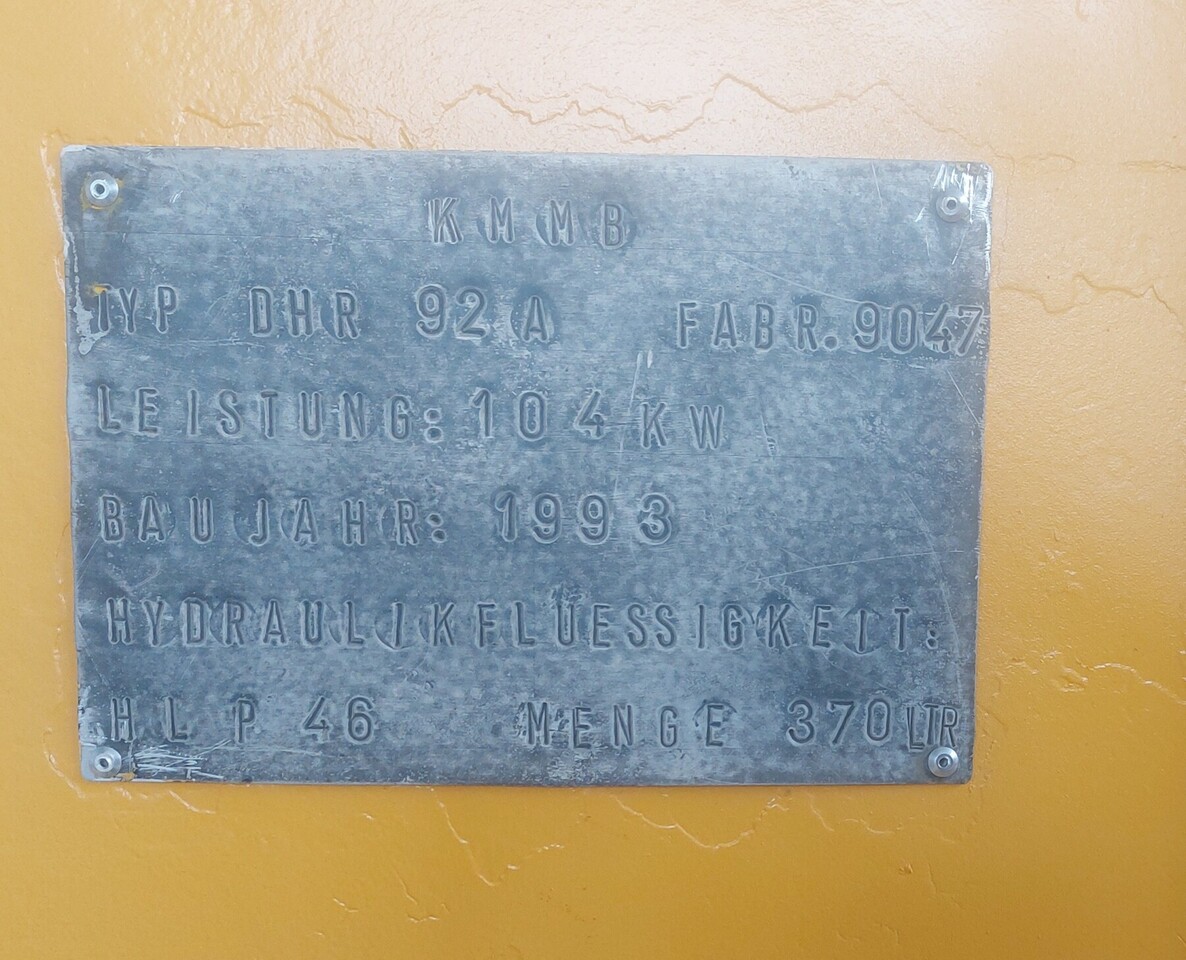 KMMB
TYP DHR 92 A FABR. 9047
LEISTUNG: 104 KW
BAUJAHR: 1993
HYDRAULIKFLUESSIGKEIT:
HLP 46 MENGE 370 LTR